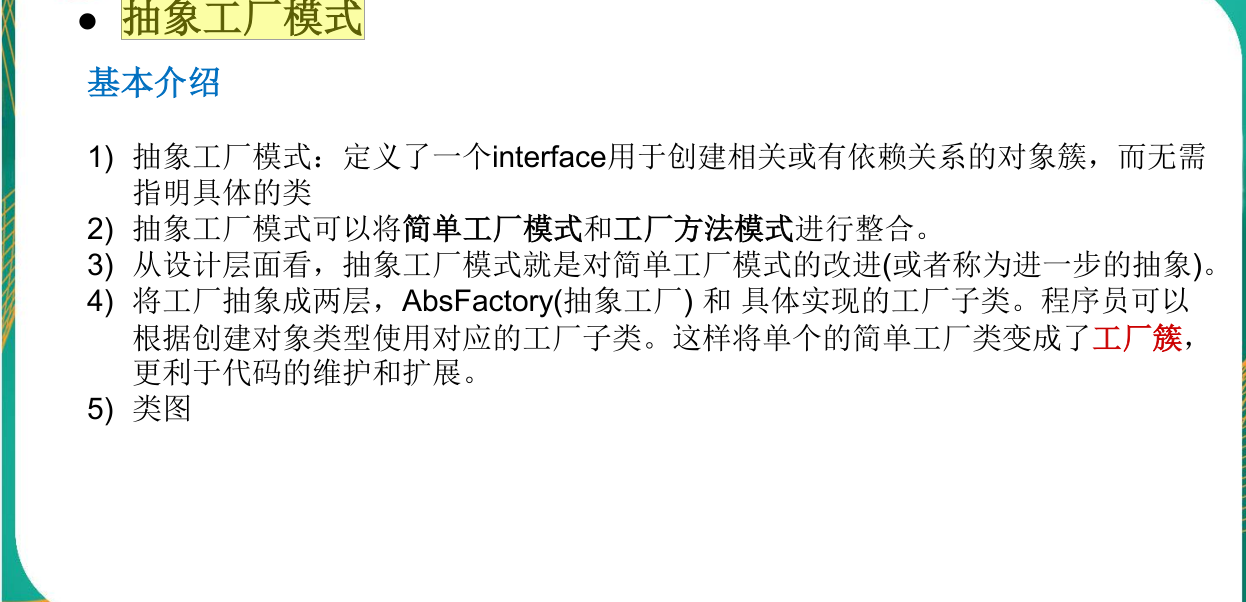 ● 抽象工厂模式
基本介绍
1) 抽象工厂模式：定义了一个interface用于创建相关或有依赖关系的对象簇，而无需
指明具体的类
2) 抽象工厂模式可以将简单工厂模式和工厂方法模式进行整合。
3) 从设计层面看，抽象工厂模式就是对简单工厂模式的改进(或者称为进一步的抽象)。
4) 将工厂抽象成两层，AbsFactory(抽象工厂) 和 具体实现的工厂子类。程序员可以
根据创建对象类型使用对应的工厂子类。这样将单个的简单工厂类变成了工厂簇，
更利于代码的维护和扩展。
5) 类图